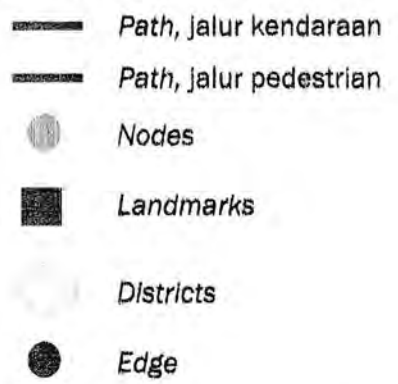 Path, jalur kendaraan
Path, jalur pedestrian
Nodes
Landmarks
Districts
Edge